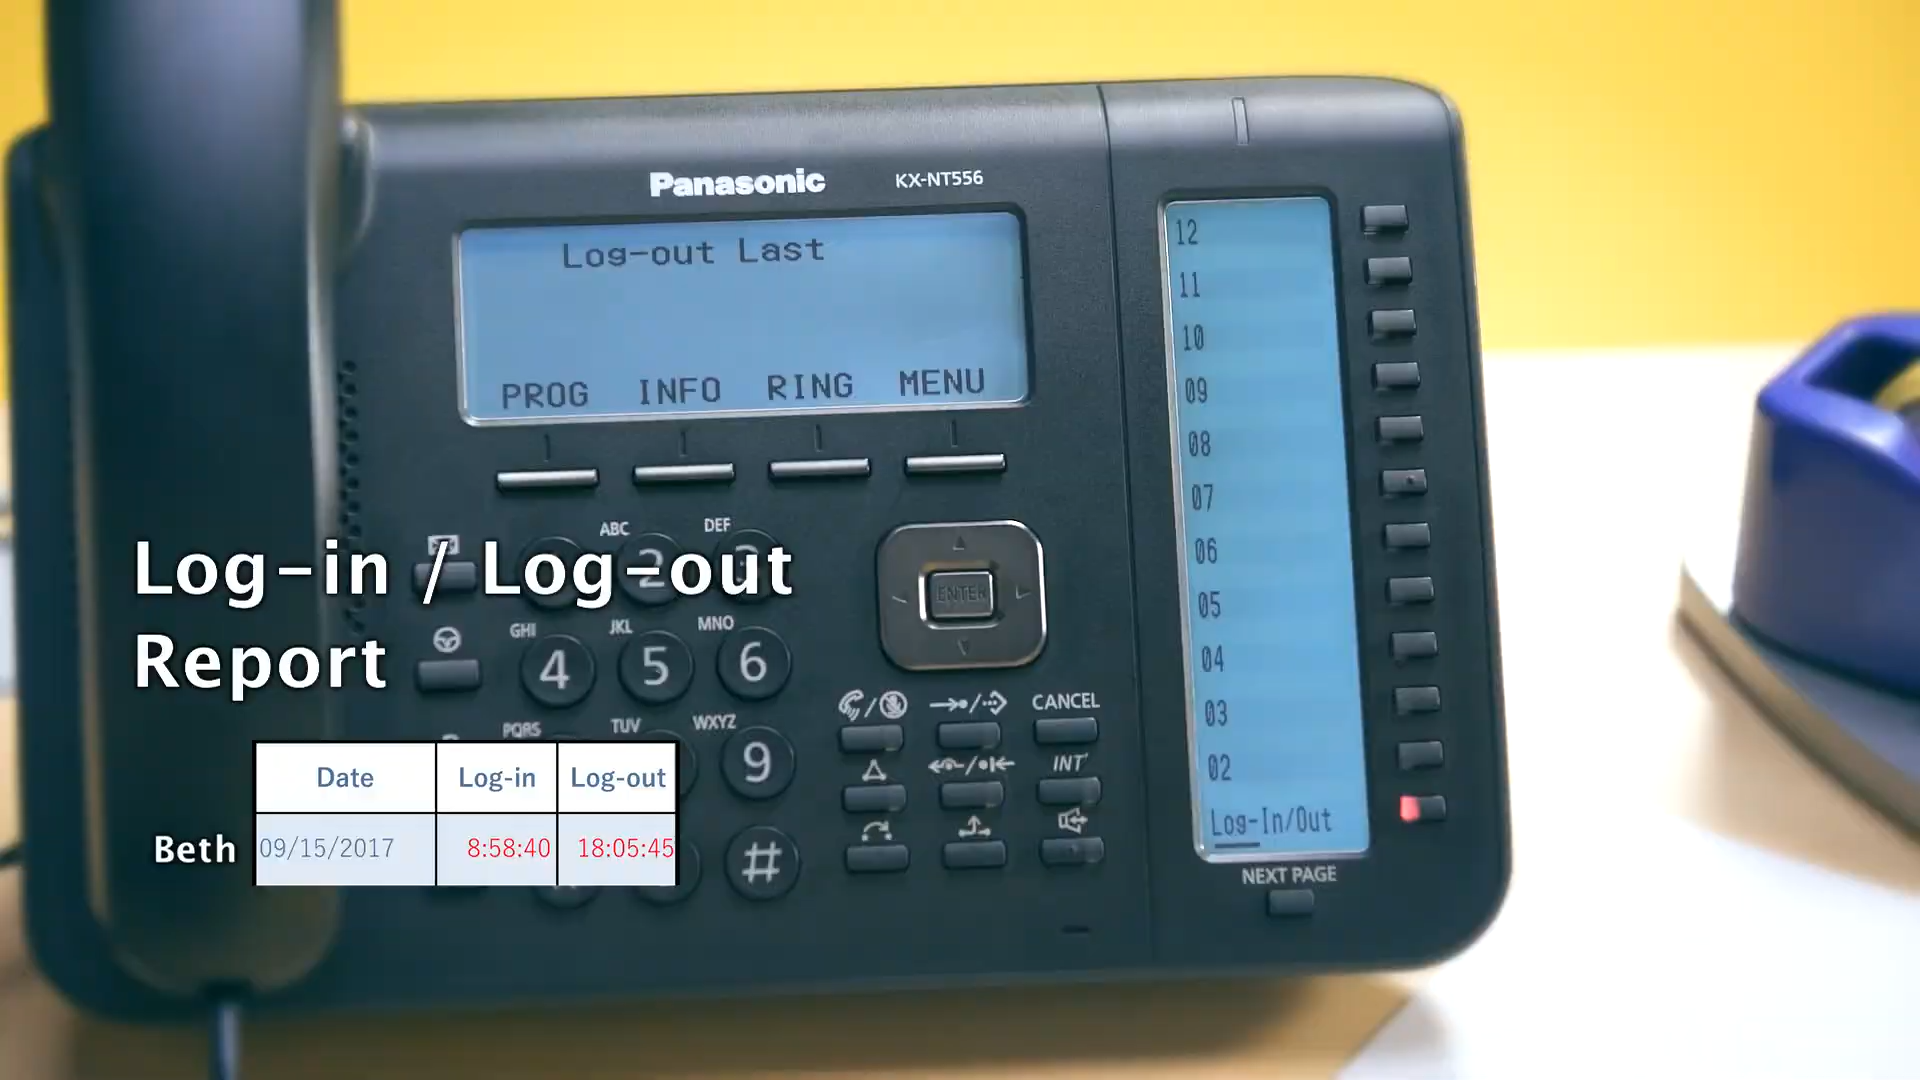 Panasonic KX-NT556
Log-out Last
PROG INFO RING MENU
12
11
10
09
08
07
06
05
04
03
02
Log-In/Out
NEXT PAGE
ABC DEF
2
ENTER
GHI JKL MNO
4 5 6
PQRS TUV WXYZ
9
#
CANCEL
INT'
Log-in / Log-out
Report
Date Log-in Log-out
Beth 09/15/2017 8:58:40 18:05:45